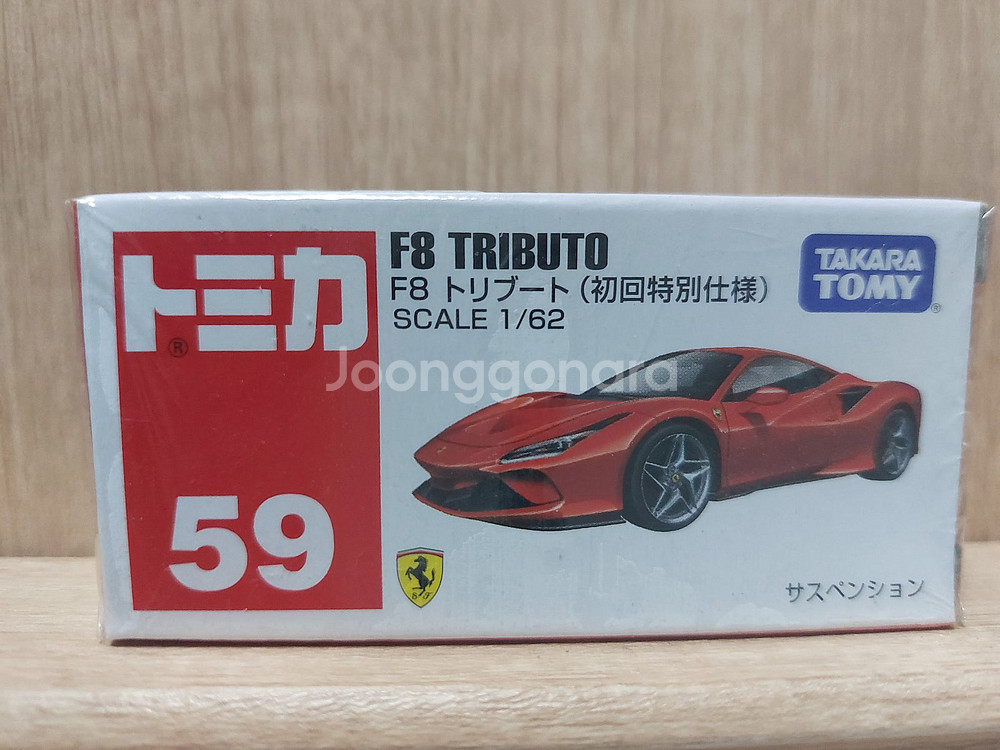 トミカ
®
59
F8 TRIBUTO
F8 トリブート(初回特別仕様)
SCALE 1/62
TAKARA
TOMY
®
Joonggonara
サスペンション